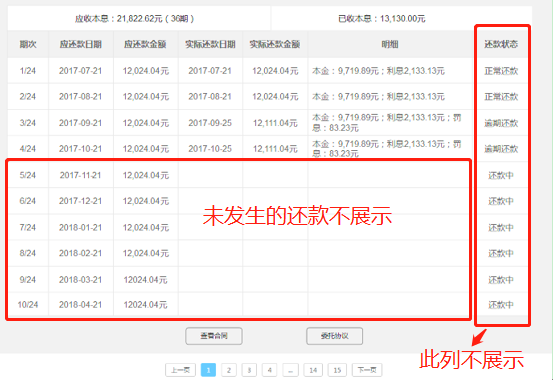 应收本息：21,822.62元（36期） 已收本息：13,130.00元
期次 应还款日期 应还款金额 实际还款日期 实际还款金额 明细 还款状态
1/24 2017-07-21 12,024.04元 2017-07-21 12,024.04元 本金：9,719.89元；利息2,133.13元 正常还款
2/24 2017-08-21 12,024.04元 2017-08-21 12,024.04元 本金：9,719.89元；利息2,133.13元 正常还款
3/24 2017-09-21 12,024.04元 2017-09-25 12,111.04元 本金：9,719.89元；利息2,133.13元；罚
息：83.23元 逾期还款
4/24 2017-10-21 12,024.04元 2017-10-25 12,111.04元 本金：9,719.89元；利息2,133.13元；罚
息：83.23元 逾期还款
5/24 2017-11-21 12,024.04元 还款中
6/24 2017-12-21 12,024.04元 还款中
未发生的还款不展示
7/24 2018-01-21 12,024.04元 还款中
8/24 2018-02-21 12,024.04元 还款中
9/24 2018-03-21 12024.04元 还款中
10/24 2018-04-21 12024.04元 还款中
查看合同 委托协议
此列不展示
上一页 1 2 3 4 ... 14 15 下一页